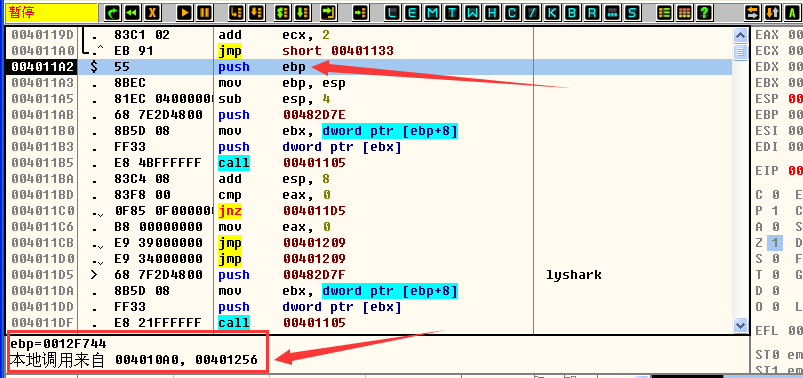 暂停 L E M T W H C / K B R ... S
0040119D . 83C1 02 add ecx, 2
004011A0 .^ EB 91 jmp short 00401133
004011A2 $ 55 push ebp
004011A3 . 8BEC mov ebp, esp
004011A5 . 81EC 04000000 sub esp, 4
004011AB . 68 7E2D4800 push 00482D7E
004011B0 . 8B5D 08 mov ebx, dword ptr [ebp+8]
004011B3 . FF33 push dword ptr [ebx]
004011B5 . E8 4BFFFFFF call 00401105
004011BA . 83C4 08 add esp, 8
004011BD . 83F8 00 cmp eax, 0
004011C0 .⌄ 0F85 0F000000 jnz 004011D5
004011C6 . B8 00000000 mov eax, 0
004011CB .⌄ E9 39000000 jmp 00401209
004011D0 .⌄ E9 34000000 jmp 00401209
004011D5 > 68 7F2D4800 push 00482D7F lyshark
004011DA . 8B5D 08 mov ebx, dword ptr [ebp+8]
004011DD . FF33 push dword ptr [ebx]
004011DF . E8 21FFFFFF call 00401105
ebp=0012F744
本地调用来自 004010A0, 00401256
EAX 00
ECX 00
EDX 00
EBX 00
ESP 00
EBP 00
ESI 00
EDI 00
EIP 00
C 0 E
P 1 C
A 0 S
Z 1 D
S 0 F
T 0 G
D 0
O 0 L
EFL 00
ST0 em
ST1 em